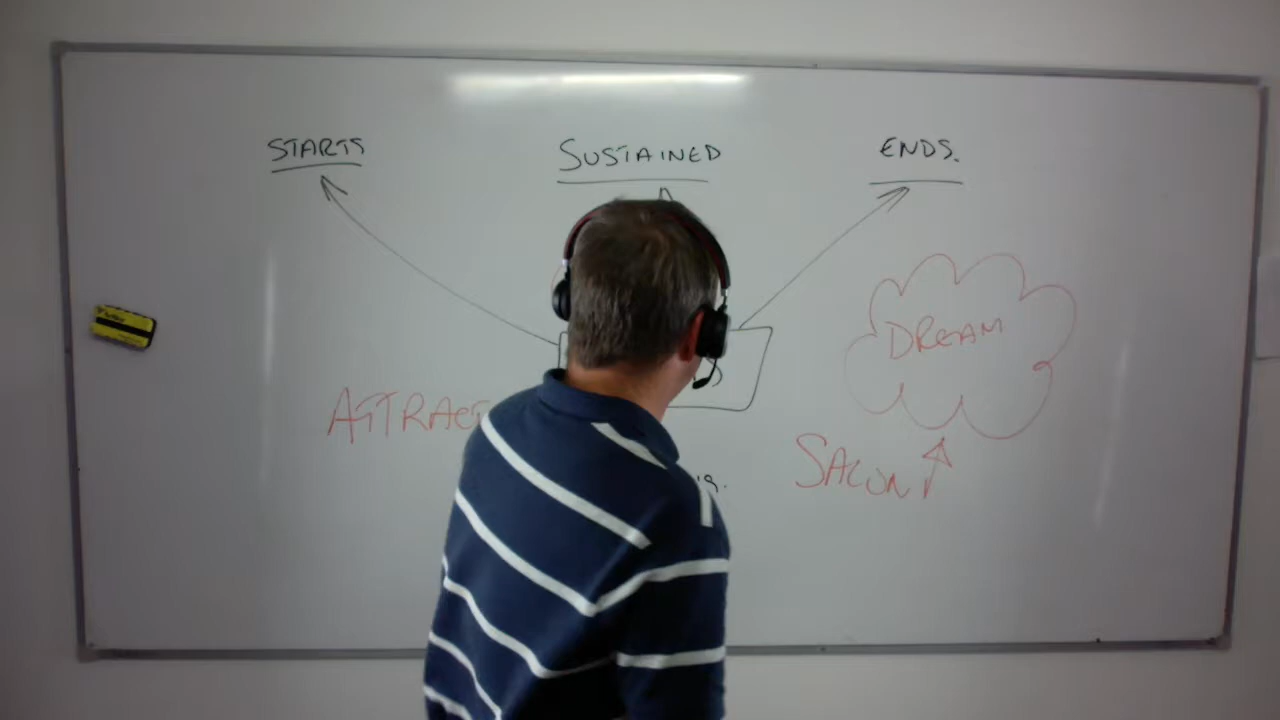 STARTS
SUSTAINED
ENDS.
DREAM
ATTRACT
SALON